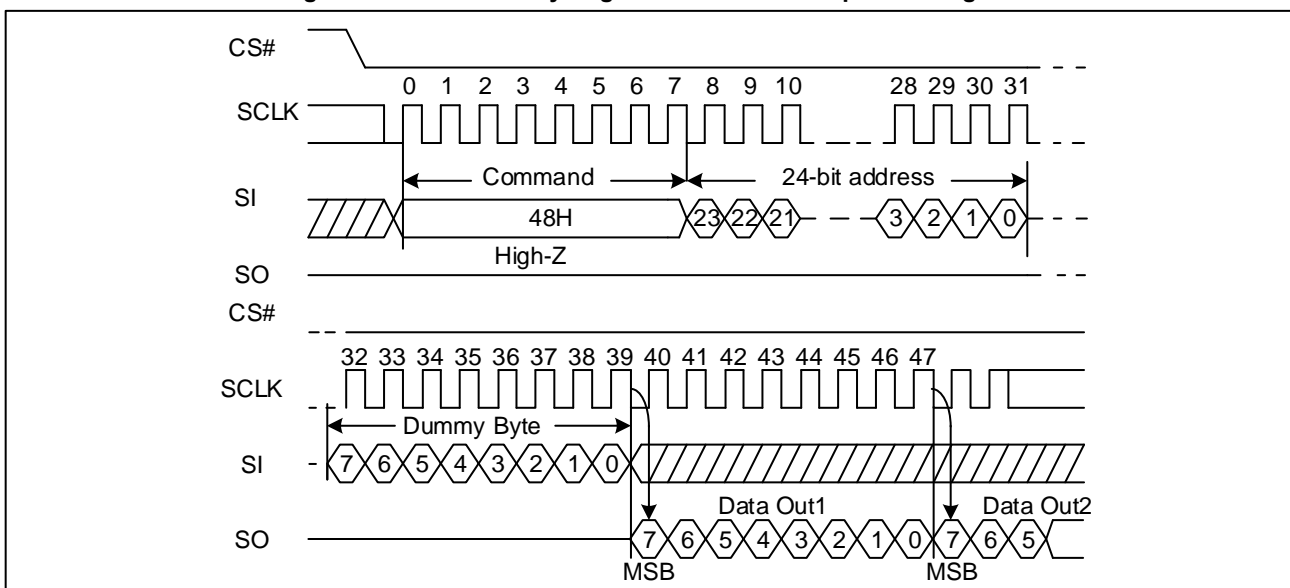 CS#
0 1 2 3 4 5 6 7 8 9 10 28 29 30 31
SCLK
Command 24-bit address
SI
48H 23 22 21 3 2 1 0
High-Z
SO
CS#
32 33 34 35 36 37 38 39 40 41 42 43 44 45 46 47
SCLK
Dummy Byte
SI 7 6 5 4 3 2 1 0
Data Out1 Data Out2
SO 7 6 5 4 3 2 1 0 7 6 5
MSB MSB